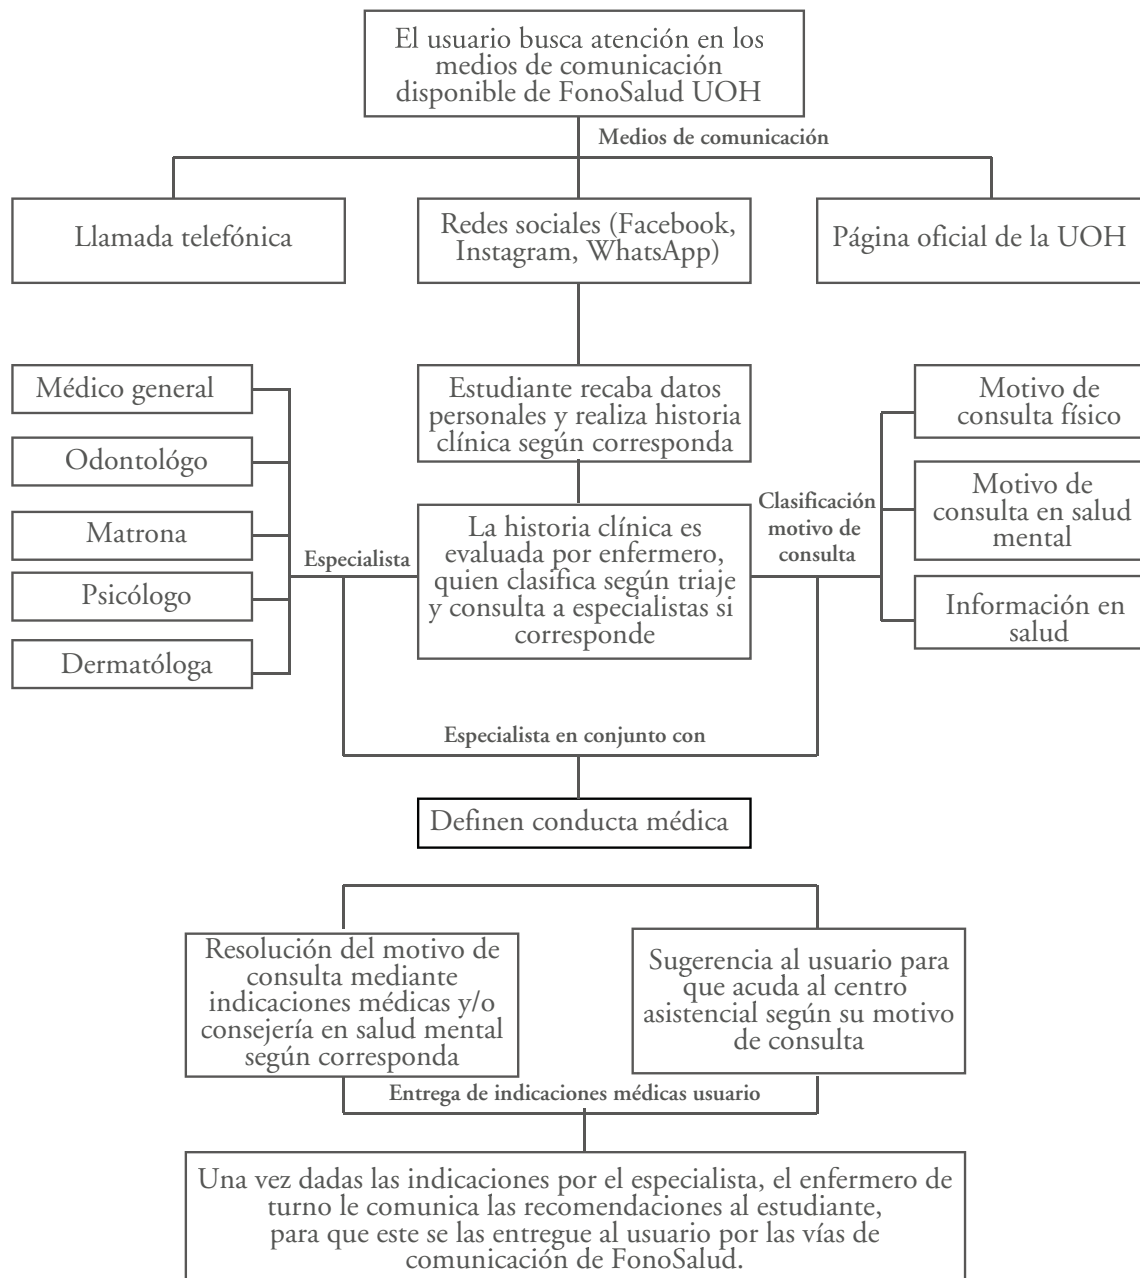 El usuario busca atención en los
medios de comunicación
disponible de FonoSalud UOH
Medios de comunicación
Llamada telefónica
Redes sociales (Facebook,
Instagram, WhatsApp)
Página oficial de la UOH
Médico general
Odontológo
Matrona
Psicólogo
Dermatóloga
Especialista
Estudiante recaba datos
personales y realiza historia
clínica según corresponda
La historia clínica es
evaluada por enfermero,
quien clasifica según triaje
y consulta a especialistas si
corresponde
Clasificación
motivo de
consulta
Motivo de
consulta físico
Motivo de
consulta en salud
mental
Información en
salud
Especialista en conjunto con
Definen conducta médica
Resolución del motivo de
consulta mediante
indicaciones médicas y/o
consejería en salud mental
según corresponda
Sugerencia al usuario para
que acuda al centro
asistencial según su motivo
de consulta
Entrega de indicaciones médicas usuario
Una vez dadas las indicaciones por el especialista, el enfermero de
turno le comunica las recomendaciones al estudiante,
para que este se las entregue al usuario por las vías de
comunicación de FonoSalud.